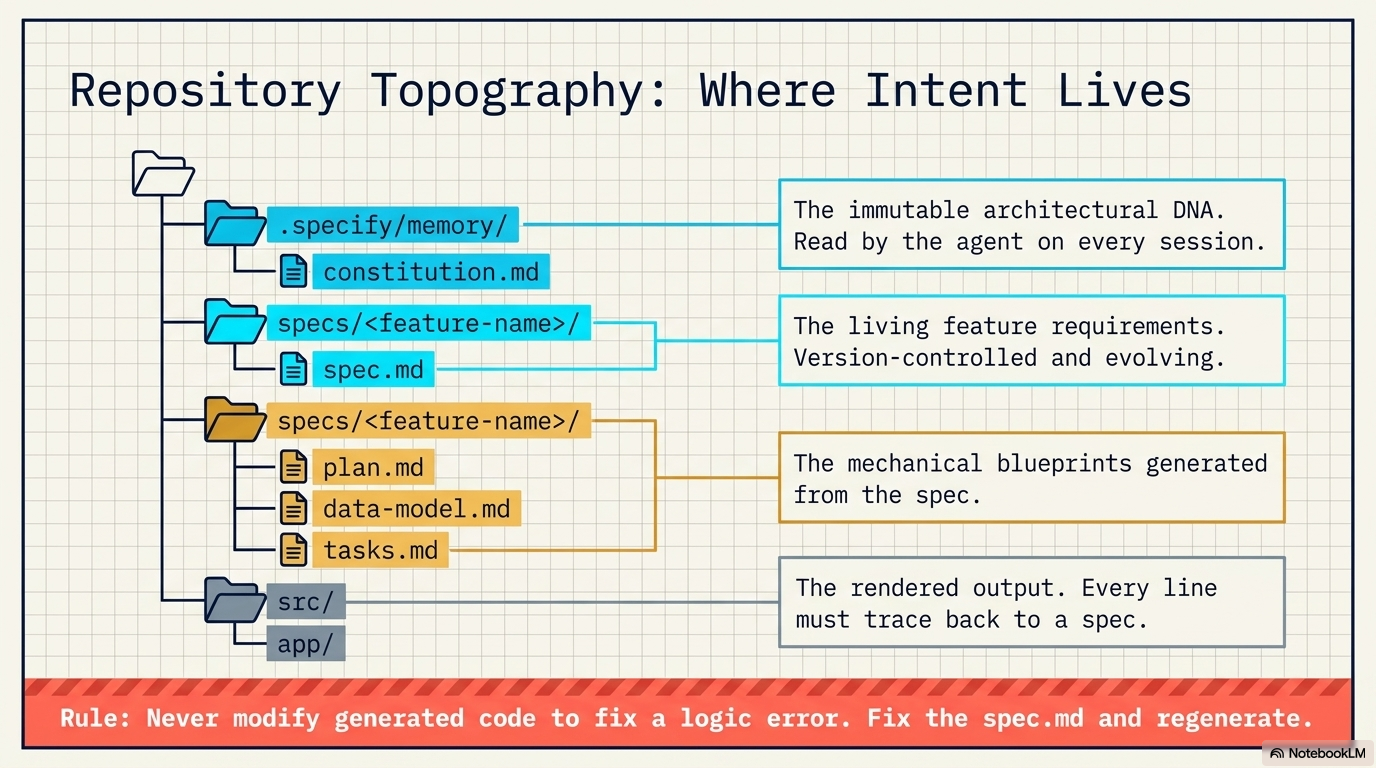 Repository Topography: Where Intent Lives
.specify/memory/
constitution.md
The immutable architectural DNA.
Read by the agent on every session.
specs/<feature-name>/
spec.md
The living feature requirements.
Version-controlled and evolving.
specs/<feature-name>/
plan.md
data-model.md
tasks.md
The mechanical blueprints generated
from the spec.
src/
app/
The rendered output. Every line
must trace back to a spec.
Rule: Never modify generated code to fix a logic error. Fix the spec.md and regenerate.
NotebookLM